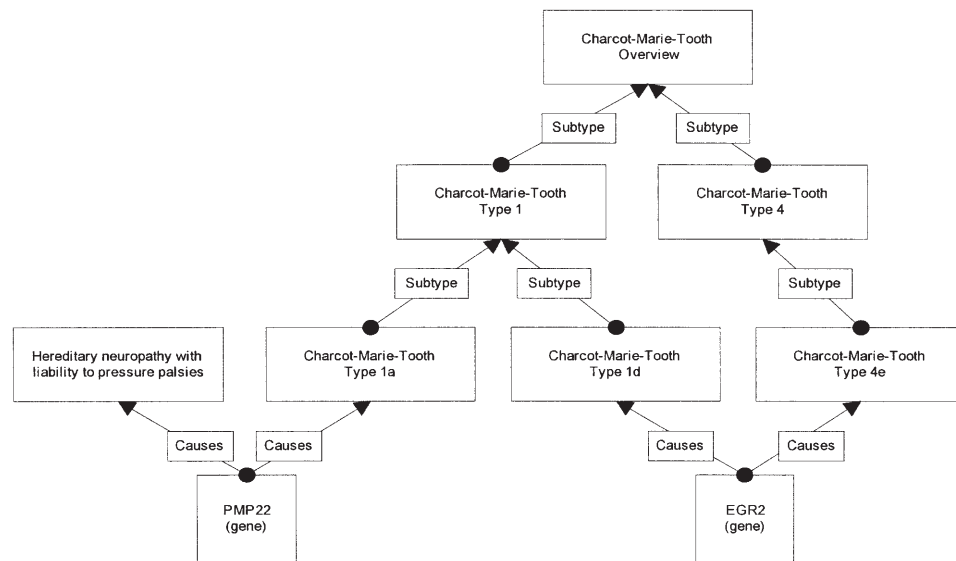 Charcot-Marie-Tooth
Overview
Subtype
Subtype
Charcot-Marie-Tooth
Type 1
Charcot-Marie-Tooth
Type 4
Subtype
Subtype
Subtype
Hereditary neuropathy with
liability to pressure palsies
Charcot-Marie-Tooth
Type 1a
Charcot-Marie-Tooth
Type 1d
Charcot-Marie-Tooth
Type 4e
Causes
Causes
Causes
Causes
PMP22
(gene)
EGR2
(gene)